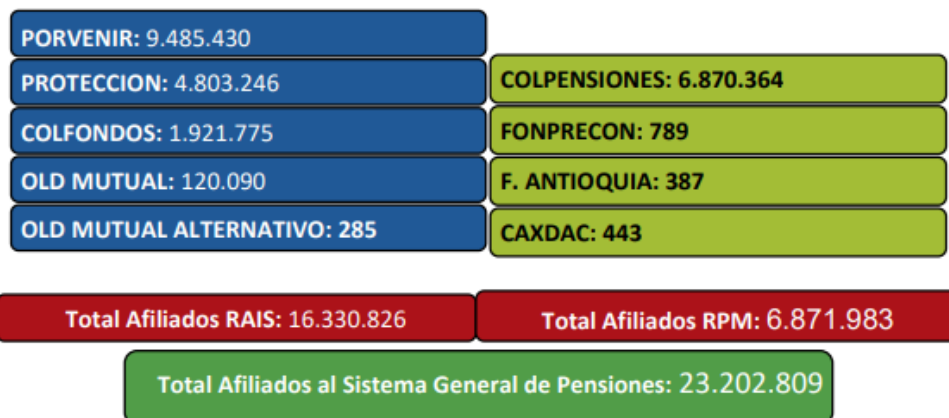 PORVENIR: 9.485.430
PROTECCION: 4.803.246
COLFONDOS: 1.921.775
OLD MUTUAL: 120.090
OLD MUTUAL ALTERNATIVO: 285
COLPENSIONES: 6.870.364
FONPRECON: 789
F. ANTIOQUIA: 387
CAXDAC: 443
Total Afiliados RAIS: 16.330.826
Total Afiliados RPM: 6.871.983
Total Afiliados al Sistema General de Pensiones: 23.202.809